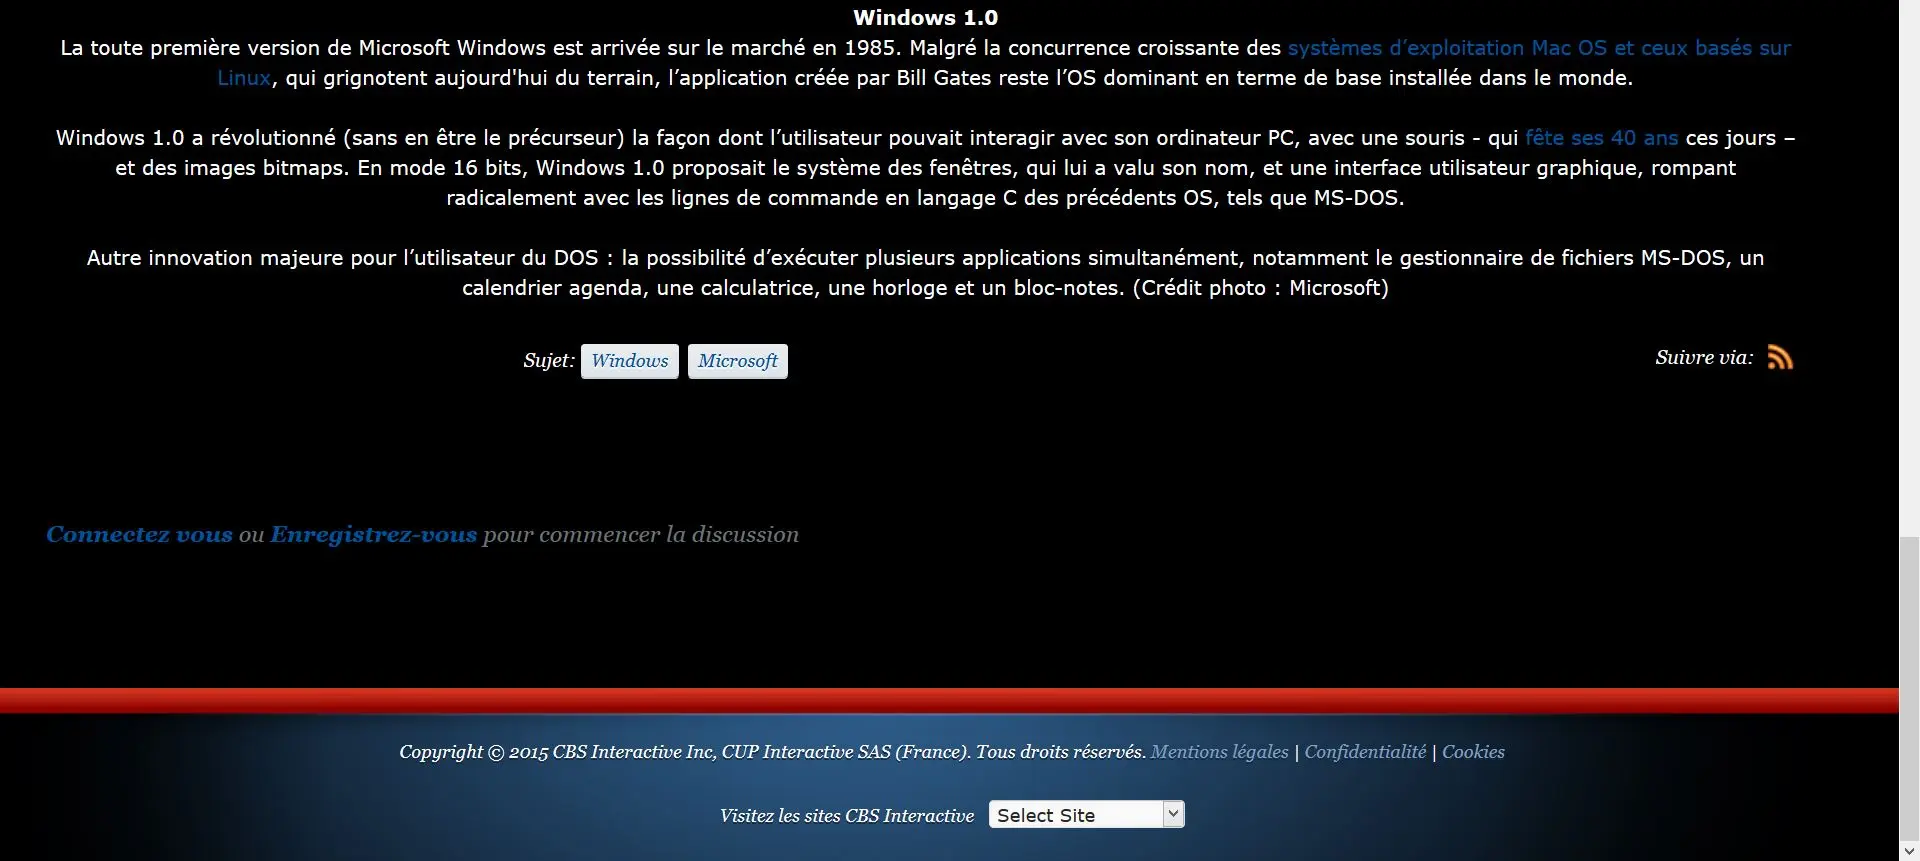 Windows 1.0
La toute première version de Microsoft Windows est arrivée sur le marché en 1985. Malgré la concurrence croissante des systèmes d’exploitation Mac OS et ceux basés sur
Linux, qui grignotent aujourd'hui du terrain, l’application créée par Bill Gates reste l’OS dominant en terme de base installée dans le monde.
Windows 1.0 a révolutionné (sans en être le précurseur) la façon dont l’utilisateur pouvait interagir avec son ordinateur PC, avec une souris - qui fête ses 40 ans ces jours –
et des images bitmaps. En mode 16 bits, Windows 1.0 proposait le système des fenêtres, qui lui a valu son nom, et une interface utilisateur graphique, rompant
radicalement avec les lignes de commande en langage C des précédents OS, tels que MS-DOS.
Autre innovation majeure pour l’utilisateur du DOS : la possibilité d’exécuter plusieurs applications simultanément, notamment le gestionnaire de fichiers MS-DOS, un
calendrier agenda, une calculatrice, une horloge et un bloc-notes. (Crédit photo : Microsoft)
Sujet: Windows Microsoft Suivre via:
Connectez vous ou Enregistrez-vous pour commencer la discussion
Copyright © 2015 CBS Interactive Inc, CUP Interactive SAS (France). Tous droits réservés. Mentions légales | Confidentialité | Cookies
Visitez les sites CBS Interactive Select Site